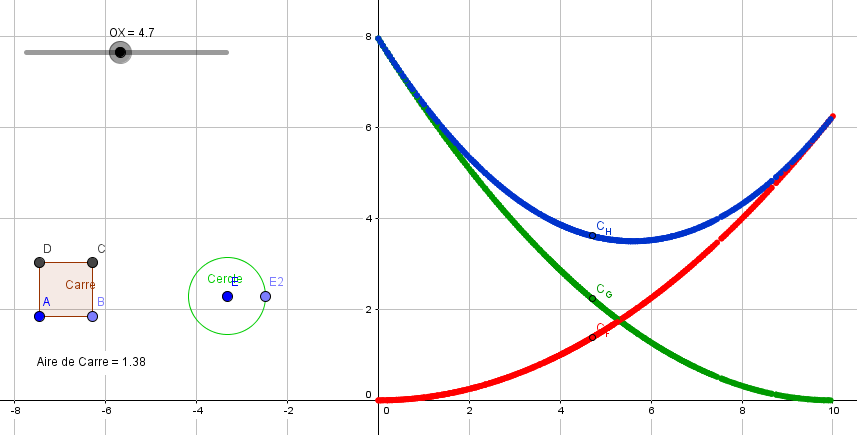 OX = 4.7
8
6
4
2
0
-8
-6
-4
-2
2
4
6
8
10
C_H
C_G
C_F
D
C
Carre
A
B
Cercle
E
E2
Aire de Carre = 1.38